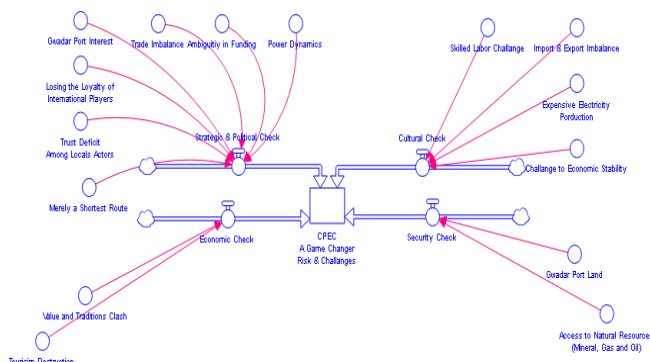 Gwadar Port Interest
Trade Imbalance
Ambiguitiy in Funding
Power Dynamics
Skilled Labor Challange
Import & Export Imbalance
Losing the Loyalty of
International Players
Expensive Electricity
Porduction
Trust Deficit
Among Locals Actors
Strategic & Political Check
Cultural Check
Challange to Economic Stability
Merely a Shortest Route
Economic Check
CPEC
A Game Changer
Risk & Challanges
Security Check
Gwadar Port Land
Value and Traditions Clash
Access to Natural Resource
(Mineral, Gas and Oil)
Tourisim Destruction